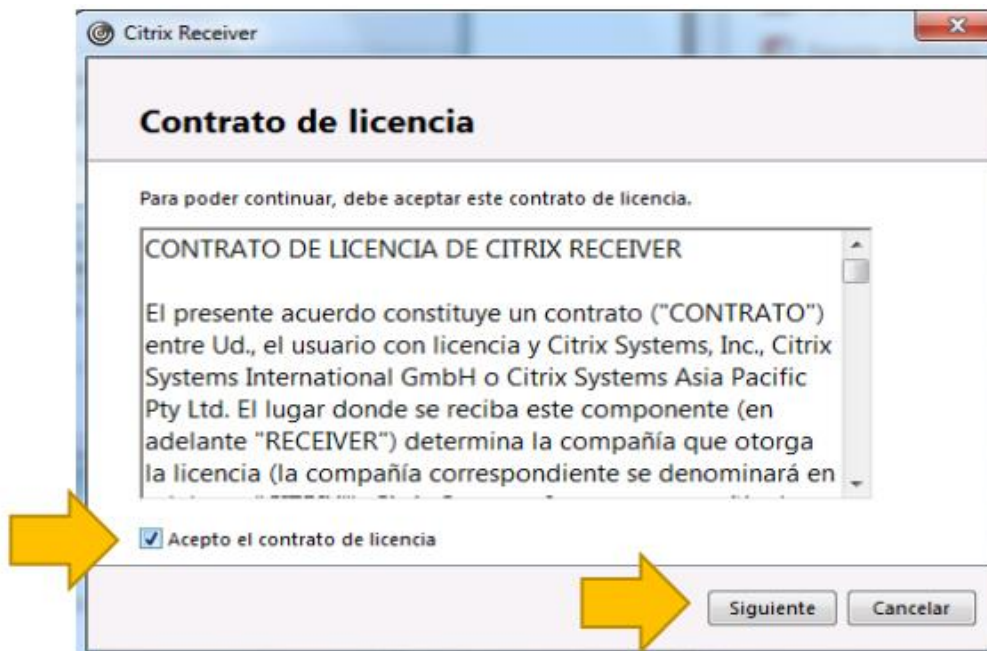 Citrix Receiver
Contrato de licencia
Para poder continuar, debe aceptar este contrato de licencia.
CONTRATO DE LICENCIA DE CITRIX RECEIVER
El presente acuerdo constituye un contrato ("CONTRATO")
entre Ud., el usuario con licencia y Citrix Systems, Inc., Citrix
Systems International GmbH o Citrix Systems Asia Pacific
Pty Ltd. El lugar donde se reciba este componente (en
adelante "RECEIVER") determina la compañía que otorga
la licencia (la compañía correspondiente se denominará en
Acepto el contrato de licencia
Siguiente
Cancelar